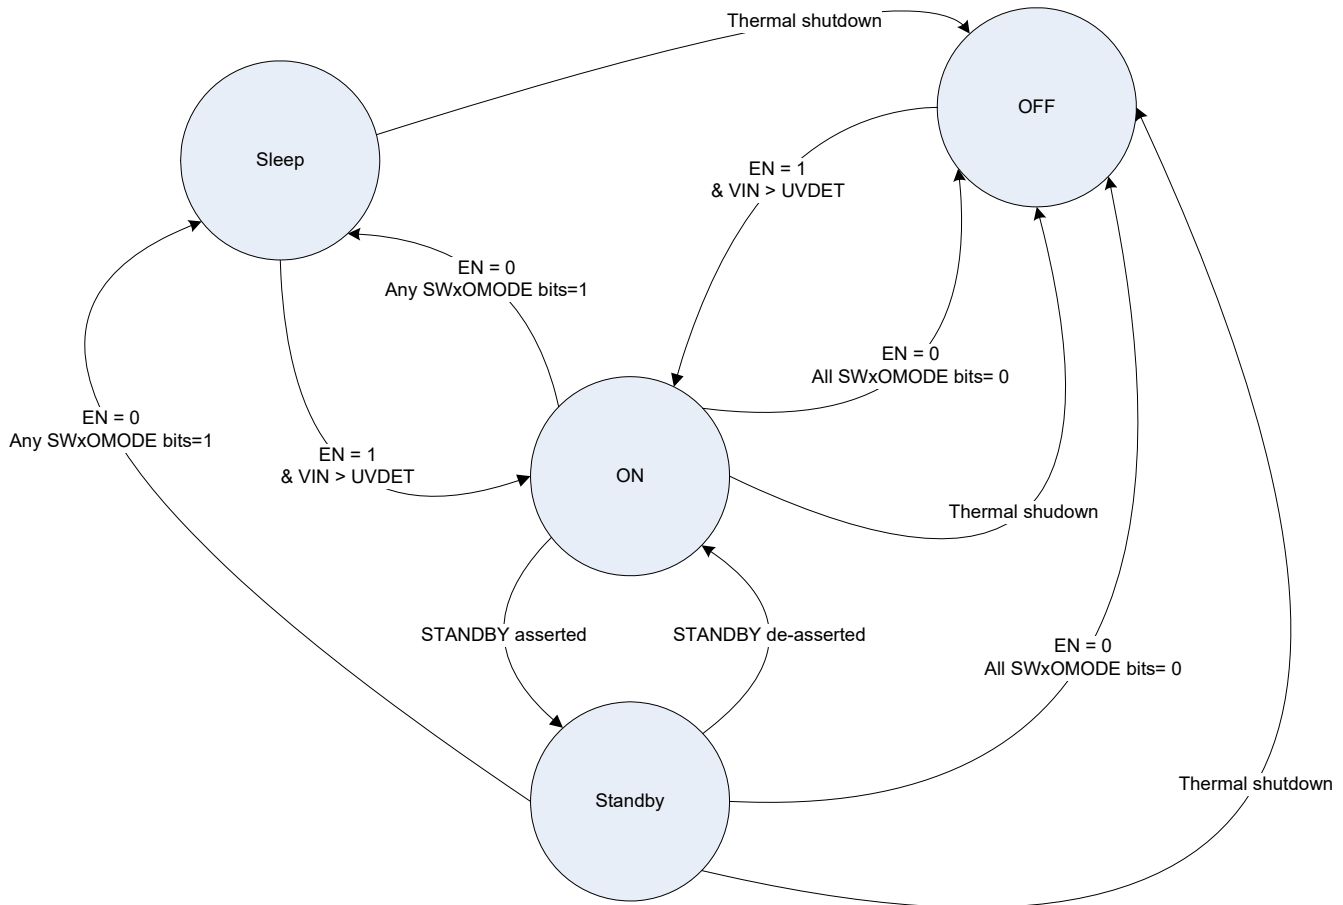 Thermal shutdown
OFF
Sleep
EN = 1
& VIN > UVDET
EN = 0
Any SWxOMODE bits=1
EN = 0
All SWxOMODE bits= 0
EN = 0
Any SWxOMODE bits=1
EN = 1
& VIN > UVDET
ON
Thermal shudown
STANDBY asserted
STANDBY de-asserted
EN = 0
All SWxOMODE bits= 0
Thermal shutdown
Standby